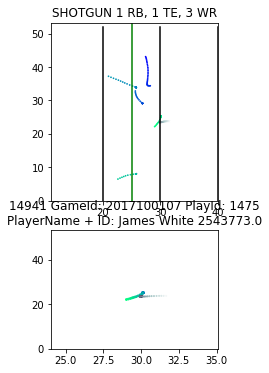 SHOTGUN 1 RB, 1 TE, 3 WR
50
40
30
20
10
0
20 30 40
14941 GameId: 2017100107 PlayId: 1475
PlayerName + ID: James White 2543773.0
40
20
0
25.0 27.5 30.0 32.5 35.0